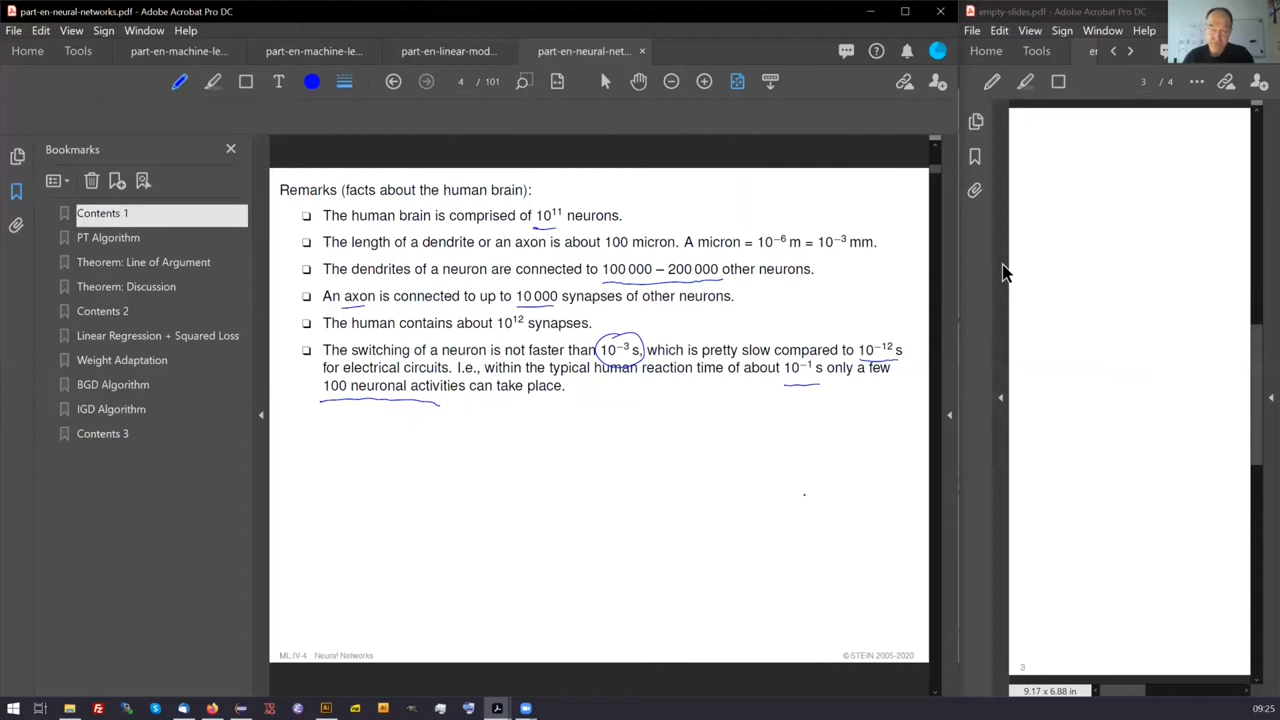 part-en-neural-networks.pdf - Adobe Acrobat Pro DC
empty-slides.pdf - Adobe Acrobat Pro DC
File Edit View Sign Window Help
File Edit View Sign Window Help
Home Tools part-en-machine-le... part-en-machine-le... part-en-linear-mod... part-en-neural-net... ×
Home Tools
4 / 101
3 / 4
Bookmarks
Contents 1
PT Algorithm
Theorem: Line of Argument
Theorem: Discussion
Contents 2
Linear Regression + Squared Loss
Weight Adaptation
BGD Algorithm
IGD Algorithm
Contents 3
Remarks (facts about the human brain):
❑ The human brain is comprised of 10¹¹ neurons.
❑ The length of a dendrite or an axon is about 100 micron. A micron = 10⁻⁶ m = 10⁻³ mm.
❑ The dendrites of a neuron are connected to 100 000 – 200 000 other neurons.
❑ An axon is connected to up to 10 000 synapses of other neurons.
❑ The human contains about 10¹² synapses.
❑ The switching of a neuron is not faster than 10⁻³ s, which is pretty slow compared to 10⁻¹² s
for electrical circuits. I.e., within the typical human reaction time of about 10⁻¹ s only a few
100 neuronal activities can take place.
ML:IV-4 Neural Networks
© STEIN 2005-2020
3
9.17 x 6.88 in
09:25